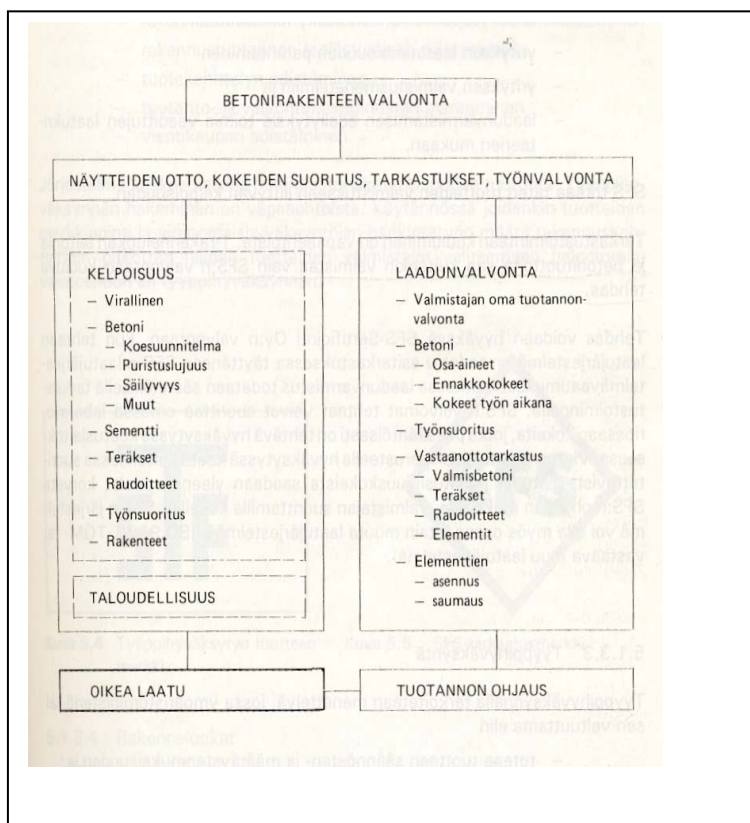 BETONIRAKENTEEN VALVONTA
NÄYTTEIDEN OTTO, KOKEIDEN SUORITUS, TARKASTUKSET, TYÖNVALVONTA
KELPOISUUS
– Virallinen
– Betoni
– Koesuunnitelma
– Puristuslujuus
– Säilyvyys
– Muut
– Sementti
– Teräkset
– Raudoitteet
– Työnsuoritus
– Rakenteet
TALOUDELLISUUS
LAADUNVALVONTA
– Valmistajan oma tuotannon-
valvonta
– Betoni
– Osa-aineet
– Ennakkokokeet
– Kokeet työn aikana
– Työnsuoritus
– Vastaanottotarkastus
– Valmisbetoni
– Teräkset
– Raudoitteet
– Elementit
– Elementtien
– asennus
– saumaus
OIKEA LAATU
TUOTANNON OHJAUS